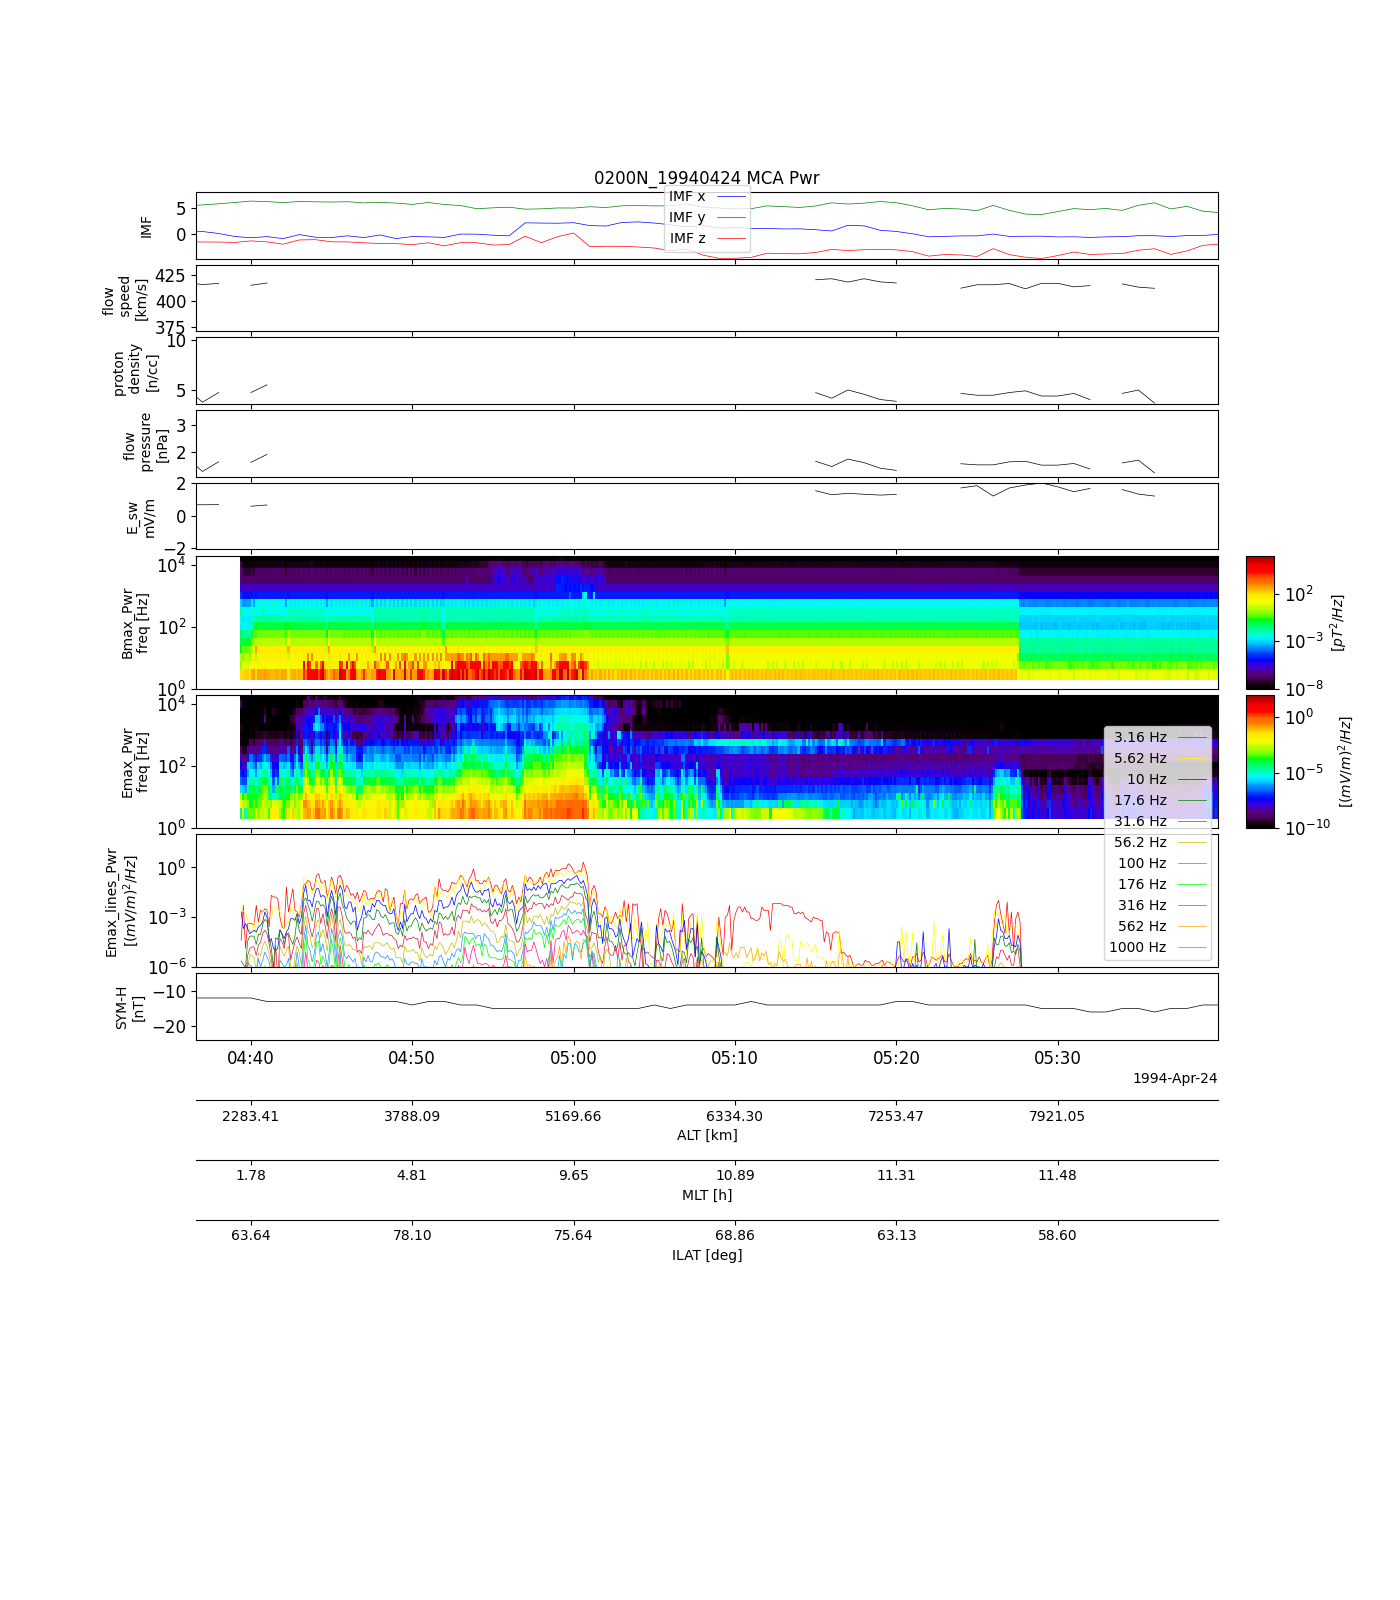 0200N_19940424 MCA Pwr
IMF
5
0
IMF x
IMF y
IMF z
flow
speed
[km/s]
425
400
375
proton
density
[n/cc]
10
5
flow
pressure
[nPa]
3
2
E_sw
mV/m
2
0
−2
Bmax_Pwr
freq [Hz]
10^4
10^2
10^0
10^2
10^-3
10^-8
[pT^2/Hz]
Emax_Pwr
freq [Hz]
10^4
10^2
10^0
10^0
10^-5
10^-10
[(mV/m)^2/Hz]
3.16 Hz
5.62 Hz
10 Hz
17.6 Hz
31.6 Hz
56.2 Hz
100 Hz
176 Hz
316 Hz
562 Hz
1000 Hz
Emax_lines_Pwr
[(mV/m)^2/Hz]
10^0
10^-3
10^-6
SYM-H
[nT]
−10
−20
04:40 04:50 05:00 05:10 05:20 05:30
1994-Apr-24
2283.41 3788.09 5169.66 6334.30 7253.47 7921.05
ALT [km]
1.78 4.81 9.65 10.89 11.31 11.48
MLT [h]
63.64 78.10 75.64 68.86 63.13 58.60
ILAT [deg]